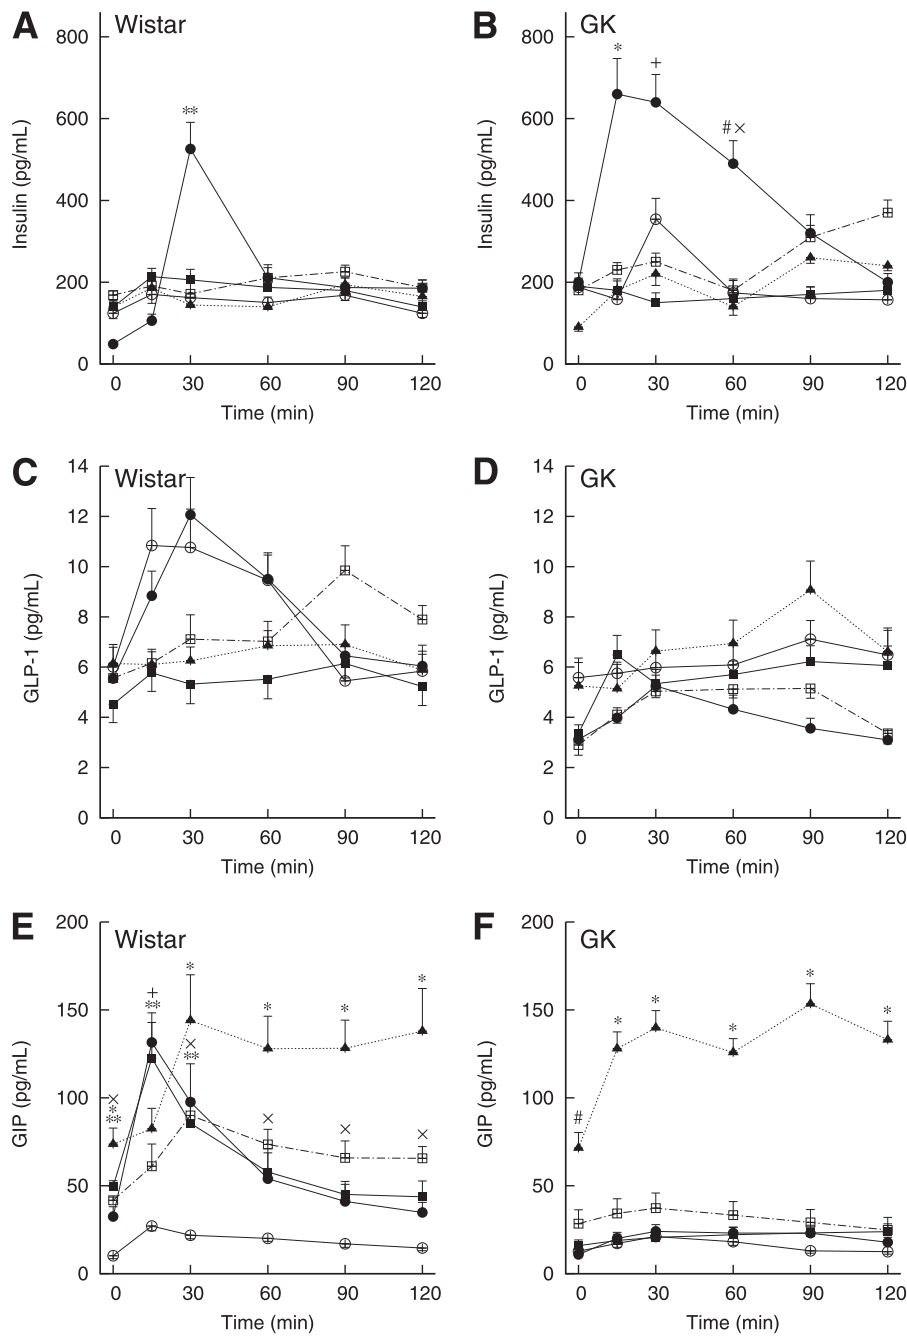 A Wistar
800
600
400
200
0
Insulin (pg/mL)
**
0 30 60 90 120
Time (min)
B GK
800
600
400
200
0
Insulin (pg/mL)
*
+
#×
0 30 60 90 120
Time (min)
C Wistar
14
12
10
8
6
4
2
0
GLP-1 (pg/mL)
0 30 60 90 120
Time (min)
D GK
14
12
10
8
6
4
2
0
GLP-1 (pg/mL)
0 30 60 90 120
Time (min)
E Wistar
200
150
100
50
0
GIP (pg/mL)
×
*
**
+
**
*
×
**
*
×
*
×
*
×
0 30 60 90 120
Time (min)
F GK
200
150
100
50
0
GIP (pg/mL)
#
*
*
*
*
*
0 30 60 90 120
Time (min)